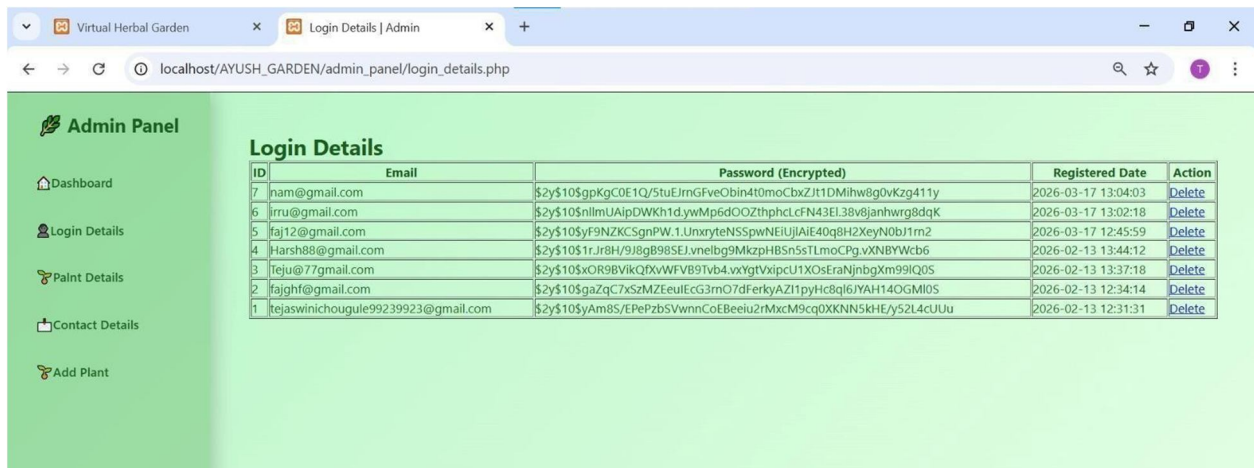 Virtual Herbal Garden
Login Details | Admin
localhost/AYUSH_GARDEN/admin_panel/login_details.php
T
Admin Panel
Dashboard
Login Details
Palnt Details
Contact Details
Add Plant
Login Details
ID Email Password (Encrypted) Registered Date Action
7 nam@gmail.com $2y$10$gpKgC0E1Q/5tuEJrnGFveObin4t0moCbxZJt1DMihw8g0vKzg411y 2026-03-17 13:04:03 Delete
6 irru@gmail.com $2y$10$nllmUAipDWKh1d.ywMp6dOOZthphcLcFN43El.38v8janhwrg8dqK 2026-03-17 13:02:18 Delete
5 faj12@gmail.com $2y$10$yF9NZKCSgnPW.1.UnxryteNSSpwNEiUjlAiE40q8H2XeyN0bJ1rn2 2026-03-17 12:45:59 Delete
4 Harsh88@gmail.com $2y$10$1r.Jr8H/9J8gB98SEJ.vnelbg9MkzpHBSn5sTLmoCPg.vXNBYWcb6 2026-02-13 13:44:12 Delete
3 Teju@77gmail.com $2y$10$xOR9BVikQfXvWFVB9Tvb4.vxYgtVxipcU1XOsEraNjnbgXm99IQ0S 2026-02-13 13:37:18 Delete
2 fajghf@gmail.com $2y$10$gaZqC7xSzMZEeulEcG3rnO7dFerkyAZI1pyHc8ql6JYAH14OGMl0S 2026-02-13 12:34:14 Delete
1 tejaswinichougule99239923@gmail.com $2y$10$yAm8S/EPePzbSVwnnCoEBeeiu2rMxcM9cq0XKNN5kHE/y52L4cUUu 2026-02-13 12:31:31 Delete